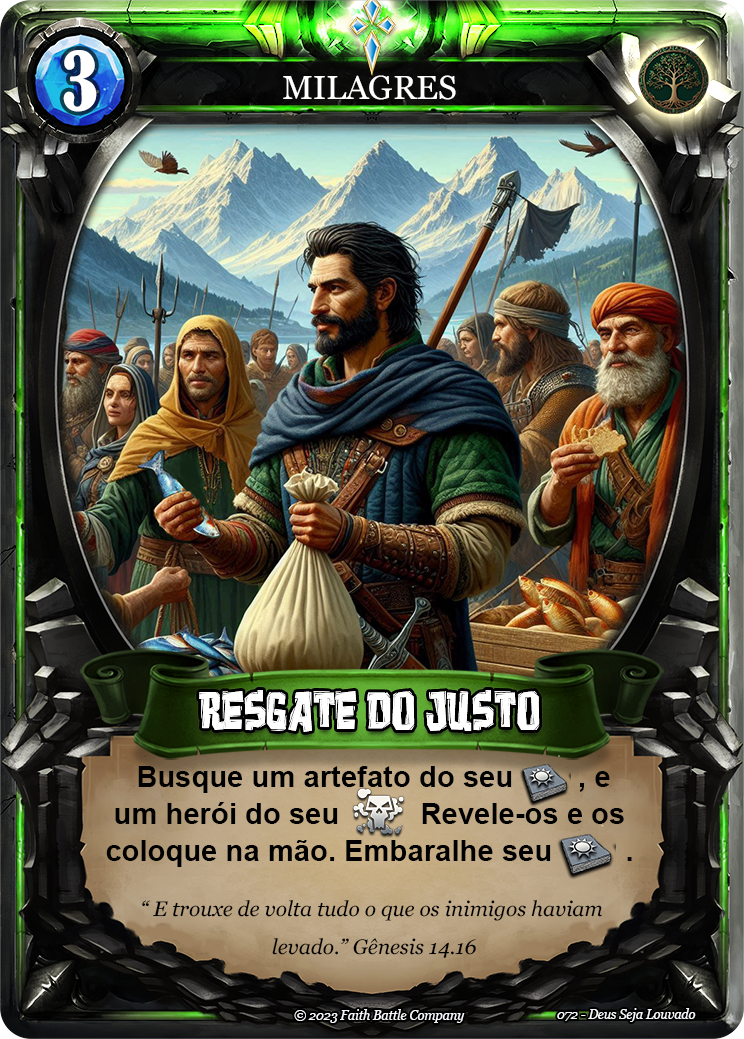 3
MILAGRES
RESGATE DO JUSTO
Busque um artefato do seu , e
um herói do seu Revele-os e os
coloque na mão. Embaralhe seu .
“ E trouxe de volta tudo o que os inimigos haviam
levado.” Gênesis 14.16
© 2023 Faith Battle Company 072 - Deus Seja Louvado